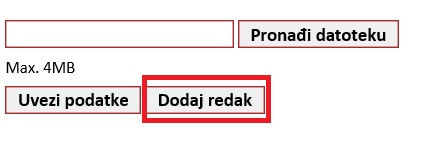 Pronađi datoteku
Max. 4MB
Uvezi podatke Dodaj redak